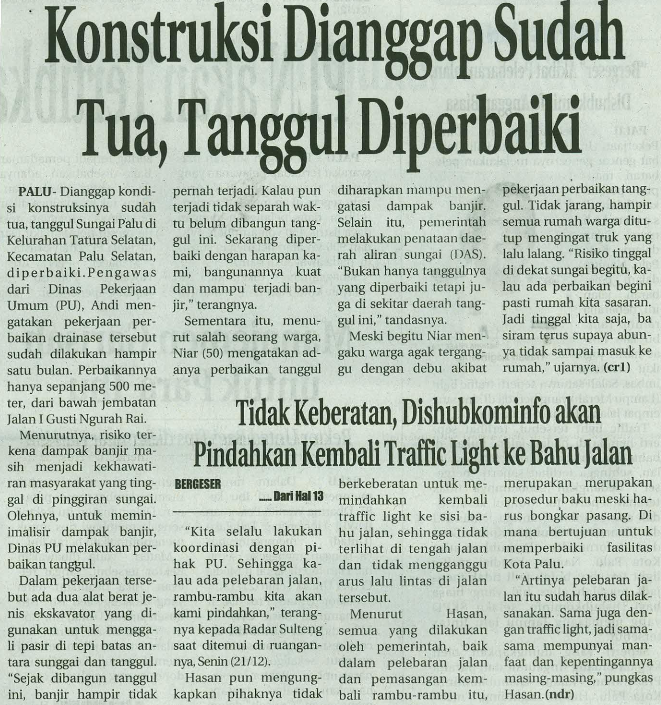 Konstruksi Dianggap Sudah
Tua, Tanggul Diperbaiki
PALU- Dianggap kondi-
si konstruksinya sudah
tua, tanggul Sungai Palu di
Kelurahan Tatura Selatan,
Kecamatan Palu Selatan,
diperbaiki. Pengawas
dari Dinas Pekerjaan
Umum (PU), Andi me-
ngatakan pekerjaan per-
baikan drainase tersebut
sudah dilakukan hampir
satu bulan. Perbaikannya
hanya sepanjang 500 me-
ter, dari bawah jembatan
Jalan I Gusti Ngurah Rai.
Menurutnya, risiko ter-
kena dampak banjir ma-
sih menjadi kekhawati-
ran masyarakat yang ting-
gal di pinggiran sungai.
Olehnya, untuk memin-
imalisir dampak banjir,
Dinas PU melakukan per-
baikan tanggul.
Dalam pekerjaan terse-
but ada dua alat berat je-
nis ekskavator yang di-
gunakan untuk mengga-
li pasir di tepi batas an-
tara sunggai dan tanggul.
"Sejak dibangun tanggul
ini, banjir hampir tidak
pernah terjadi. Kalau pun
terjadi tidak separah wak-
tu belum dibangun tang-
gul ini. Sekarang diper-
baiki dengan harapan ka-
mi, bangunannya kuat
dan mampu terjadi ban-
jir," terangnya.
Sementara itu, menu-
rut salah seorang warga,
Niar (50) mengatakan ad-
anya perbaikan tanggul
diharapkan mampu men-
gatasi dampak banjir.
Selain itu, pemerintah
melakukan penataan dae-
rah aliran sungai (DAS).
"Bukan hanya tanggulnya
yang diperbaiki tetapi ju-
ga di sekitar daerah tang-
gul ini," tandasnya.
Meski begitu Niar men-
gaku warga agak tergang-
gu dengan debu akibat
pekerjaan perbaikan tang-
gul. Tidak jarang, hampir
semua rumah warga ditu-
tup mengingat truk yang
lalu lalang. "Risiko tinggal
di dekat sungai begitu, ka-
lau ada perbaikan begini
pasti rumah kita sasaran.
Jadi tinggal kita saja, ba
siram terus supaya abun-
ya tidak sampai masuk ke
rumah," ujarnya. (cr1)
Tidak Keberatan, Dishubkominfo akan
Pindahkan Kembali Traffic Light ke Bahu Jalan
BERGESER
..... Dari Hal 13
"Kita selalu lakukan
koordinasi dengan pi-
hak PU. Sehingga ka-
lau ada pelebaran jalan,
rambu-rambu kita akan
kami pindahkan," terang-
nya kepada Radar Sulteng
saat ditemui di ruangan-
nya, Senin (21/12).
Hasan pun mengung-
kapkan pihaknya tidak
berkeberatan untuk me-
mindahkan kembali
traffic light ke sisi ba-
hu jalan, sehingga tidak
terlihat di tengah jalan
dan tidak mengganggu
arus lalu lintas di jalan
tersebut.
Menurut Hasan,
semua yang dilakukan
oleh pemerintah, baik
dalam pelebaran jalan
dan pemasangan kem-
bali rambu-rambu itu,
merupakan merupakan
prosedur baku meski ha-
rus bongkar pasang. Di
mana bertujuan untuk
memperbaiki fasilitas
Kota Palu.
"Artinya pelebaran ja-
lan itu sudah harus dilak-
sanakan. Sama juga den-
gan traffic light, jadi sama-
sama mempunyai man-
faat dan kepentingannya
masing-masing," pungkas
Hasan.(ndr)